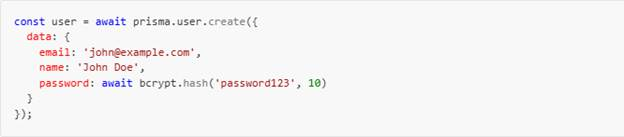 const user = await prisma.user.create({
  data: {
    email: 'john@example.com',
    name: 'John Doe',
    password: await bcrypt.hash('password123', 10)
  }
});